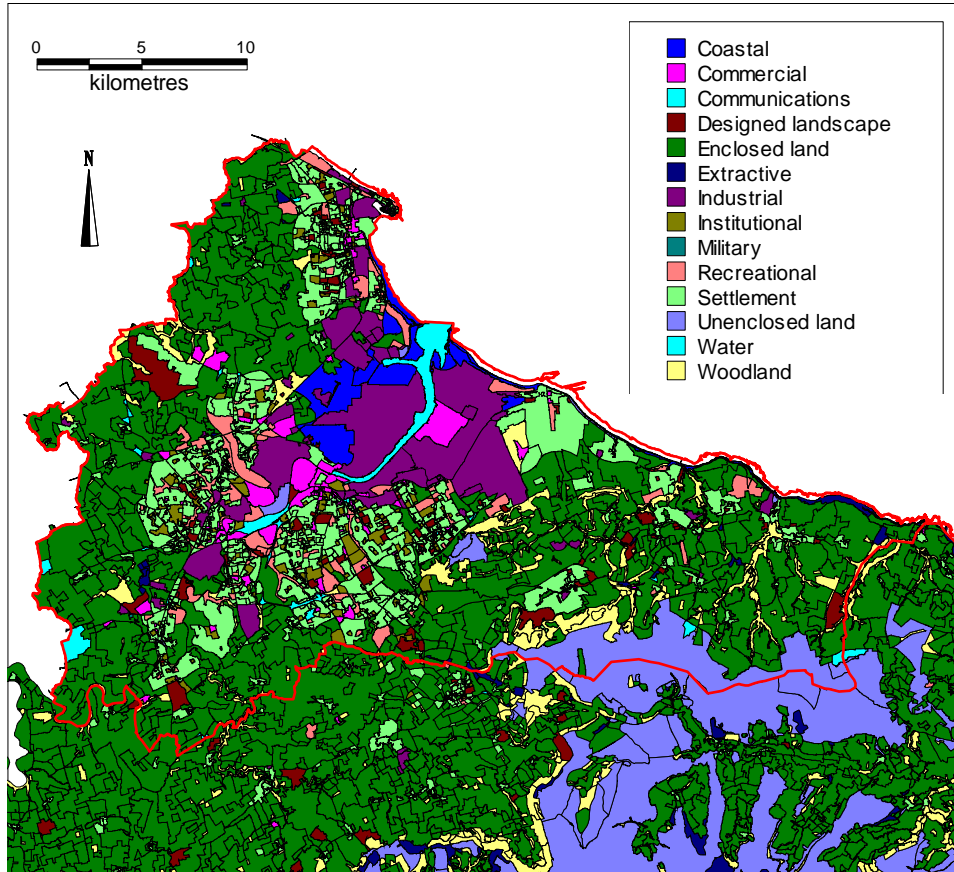 0 5 10
kilometres
N
Coastal
Commercial
Communications
Designed landscape
Enclosed land
Extractive
Industrial
Institutional
Military
Recreational
Settlement
Unenclosed land
Water
Woodland